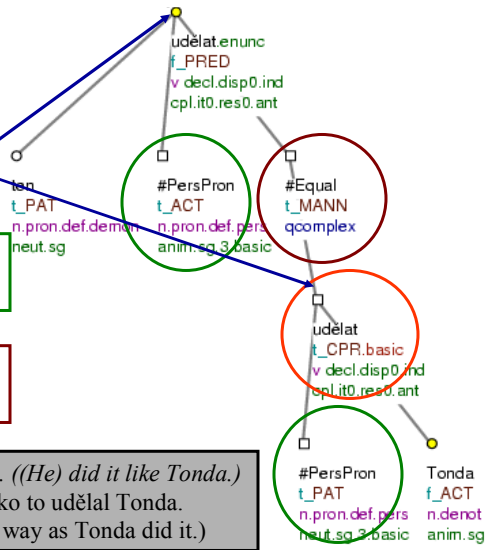 udělat.enunc
f_PRED
v decl.disp0.ind
cpl.it0.res0.ant
ten
t_PAT
n.pron.def.demon
neut.sg
#PersPron
t_ACT
n.pron.def.pers
anim.sg.3.basic
#Equal
t_MANN
qcomplex
udělat
t_CPR.basic
v decl.disp0.ind
cpl.it0.res0.ant
#PersPron
t_PAT
n.pron.def.pers
neut.sg.3.basic
Tonda
f_ACT
n.denot
anim.sg
. ((He) did it like Tonda.)
ko to udělal Tonda.
way as Tonda did it.)